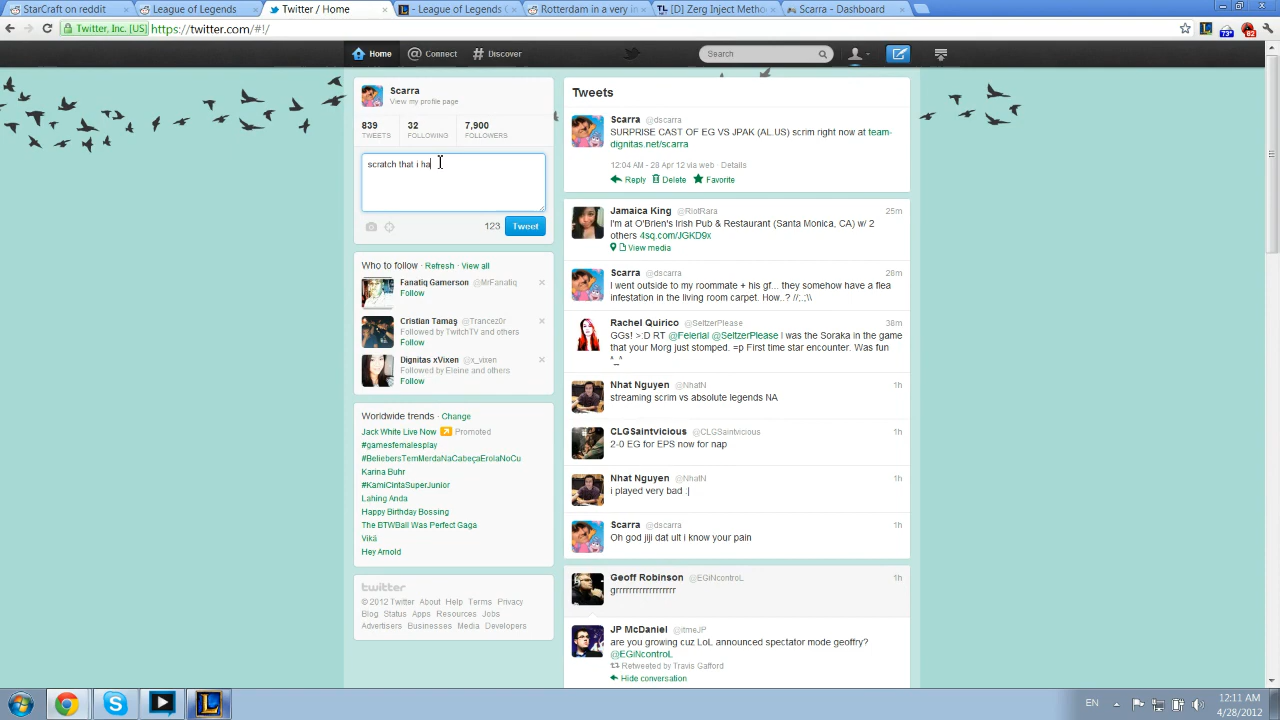 StarCraft on reddit
League of Legends
Twitter / Home
L - League of Legends
Rotterdam in a very in
[D] Zerg Inject Method
Scarra - Dashboard
Twitter, Inc. [US] https://twitter.com/#!/
Home
Connect
Discover
Search
Scarra
View my profile page
839
TWEETS
32
FOLLOWING
7,900
FOLLOWERS
scratch that i ha
123
Tweet
Who to follow · Refresh · View all
Fanatiq Gamerson @MrFanatiq
Follow
Cristian Tamaş @Trancez0r
Followed by TwitchTV and others
Follow
Dignitas xVixen @x_vixen
Followed by Eleine and others
Follow
Worldwide trends · Change
Jack White Live Now Promoted
#gamesfemalesplay
#BeliebersTemMerdaNaCabeçaErolaNoCu
Karina Buhr
#KamiCintaSuperJunior
Lahing Anda
Happy Birthday Bossing
The BTWBall Was Perfect Gaga
Viká
Hey Arnold
twitter
© 2012 Twitter About Help Terms Privacy
Blog Status Apps Resources Jobs
Advertisers Businesses Media Developers
Tweets
Scarra @dscarra
SURPRISE CAST OF EG VS JPAK (AL.US) scrim right now at team-
dignitas.net/scarra
12:04 AM - 28 Apr 12 via web · Details
Reply Delete Favorite
Jamaica King @RiotRara 25m
I'm at O'Brien's Irish Pub & Restaurant (Santa Monica, CA) w/ 2
others 4sq.com/JGKD9x
View media
Scarra @dscarra 28m
I went outside to my roommate + his gf... they somehow have a flea
infestation in the living room carpet. How..? //;.;\\
Rachel Quirico @SeltzerPlease 38m
GGs! >:D RT @Felerial @SeltzerPlease I was the Soraka in the game
that your Morg just stomped. =p First time star encounter. Was fun
^_^
Nhat Nguyen @NhatN 1h
streaming scrim vs absolute legends NA
CLGSaintvicious @CLGSaintvicious 1h
2-0 EG for EPS now for nap
Nhat Nguyen @NhatN 1h
i played very bad :|
Scarra @dscarra 1h
Oh god jiji dat ult i know your pain
Geoff Robinson @EGiNcontroL 1h
grrrrrrrrrrrrrrrrr
JP McDaniel @itmeJP 1h
are you growing cuz LoL announced spectator mode geoffry?
@EGiNcontroL
Retweeted by Travis Gafford
Hide conversation
EN
12:11 AM
4/28/2012